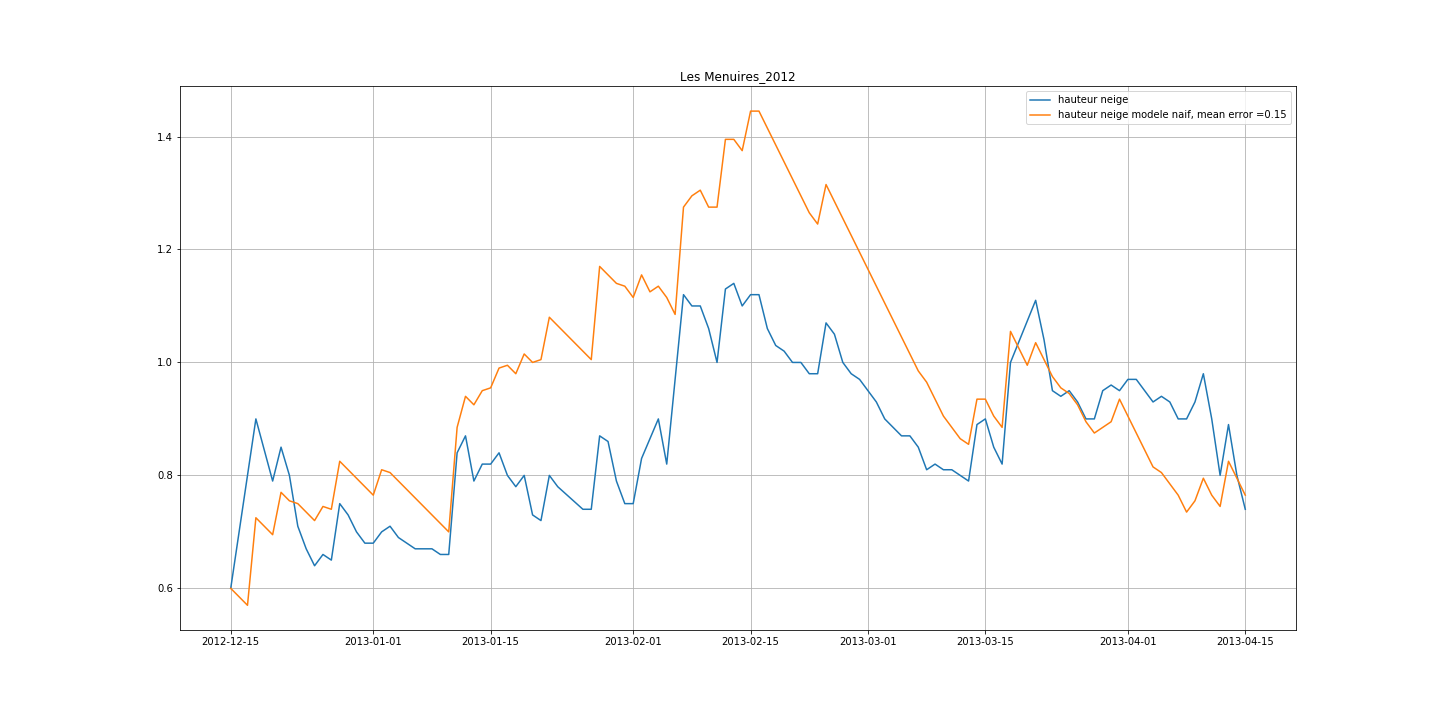 Les Menuires_2012
hauteur neige
hauteur neige modele naif, mean error =0.15
1.4
1.2
1.0
0.8
0.6
2012-12-15 2013-01-01 2013-01-15 2013-02-01 2013-02-15 2013-03-01 2013-03-15 2013-04-01 2013-04-15